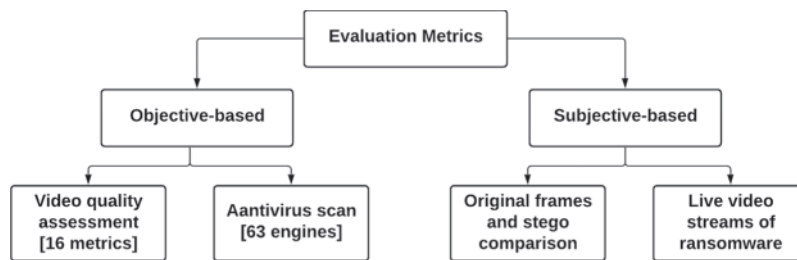 Evaluation Metrics
Objective-based
Subjective-based
Video quality
assessment
[16 metrics]
Aantivirus scan
[63 engines]
Original frames
and stego
comparison
Live video
streams of
ransomware